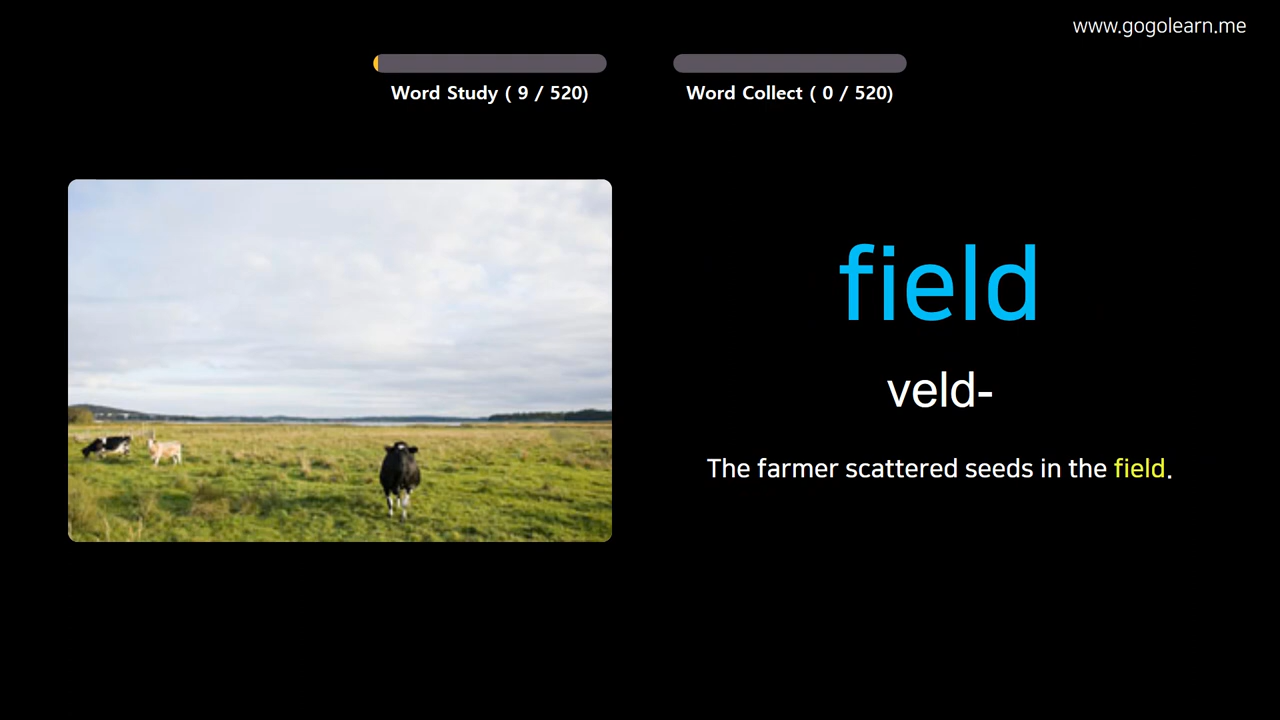 www.gogolearn.me
Word Study ( 9 / 520)
Word Collect ( 0 / 520)
field
veld-
The farmer scattered seeds in the field.